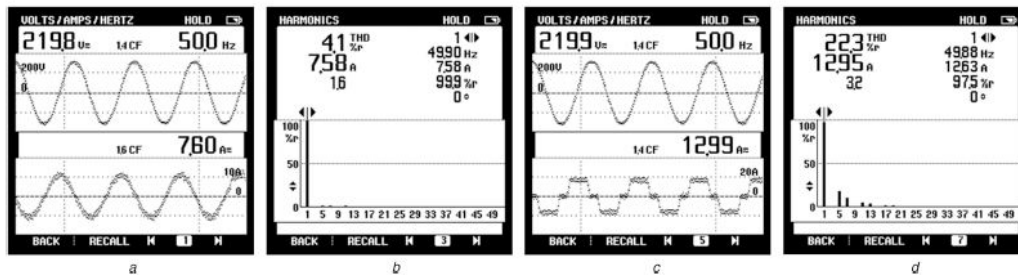 VOLTS/AMPS/HERTZ HOLD
219.8 V= 1.4 CF 50.0 Hz
200V
0
1.6 CF 7.60 A=
10A
0
BACK RECALL 1
a
HARMONICS HOLD
4.1 THD %r 1
49.90 Hz
7.58 A 7.58 A
1.6 99.9 %r
0 °
100
%r
50
0
1 5 9 13 17 21 25 29 33 37 41 45 49
BACK RECALL 3
b
VOLTS/AMPS/HERTZ HOLD
219.9 V= 1.4 CF 50.0 Hz
200V
0
1.4 CF 12.99 A=
20A
0
BACK RECALL 5
c
HARMONICS HOLD
22.3 THD %r 1
49.88 Hz
12.95 A 12.63 A
3.2 97.5 %r
0 °
100
%r
50
0
1 5 9 13 17 21 25 29 33 37 41 45 49
BACK RECALL 7
d